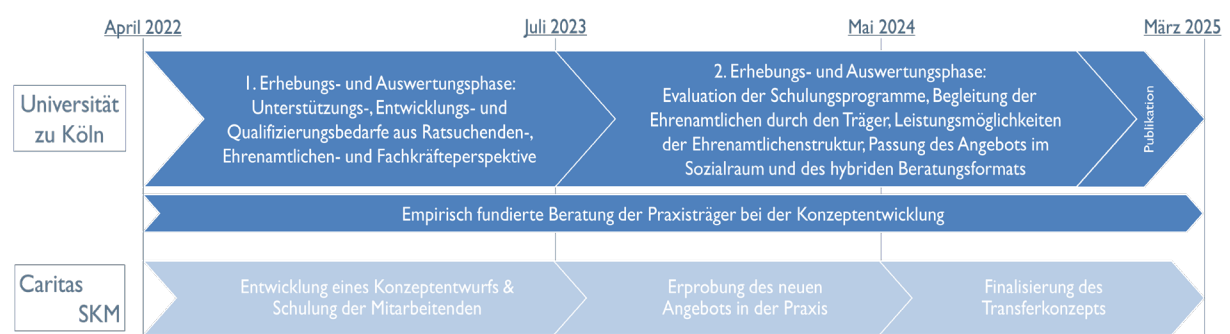 April 2022
Juli 2023
Mai 2024
März 2025
Universität
zu Köln
1. Erhebungs- und Auswertungsphase:
Unterstützungs-, Entwicklungs- und
Qualifizierungsbedarfe aus Ratsuchenden-,
Ehrenamtlichen- und Fachkräfteperspektive
2. Erhebungs- und Auswertungsphase:
Evaluation der Schulungsprogramme, Begleitung der
Ehrenamtlichen durch den Träger, Leistungsmöglichkeiten
der Ehrenamtlichenstruktur, Passung des Angebots im
Sozialraum und des hybriden Beratungsformats
Publikation
Empirisch fundierte Beratung der Praxisträger bei der Konzeptentwicklung
Caritas
SKM
Entwicklung eines Konzeptentwurfs &
Schulung der Mitarbeitenden
Erprobung des neuen
Angebots in der Praxis
Finalisierung des
Transferkonzepts